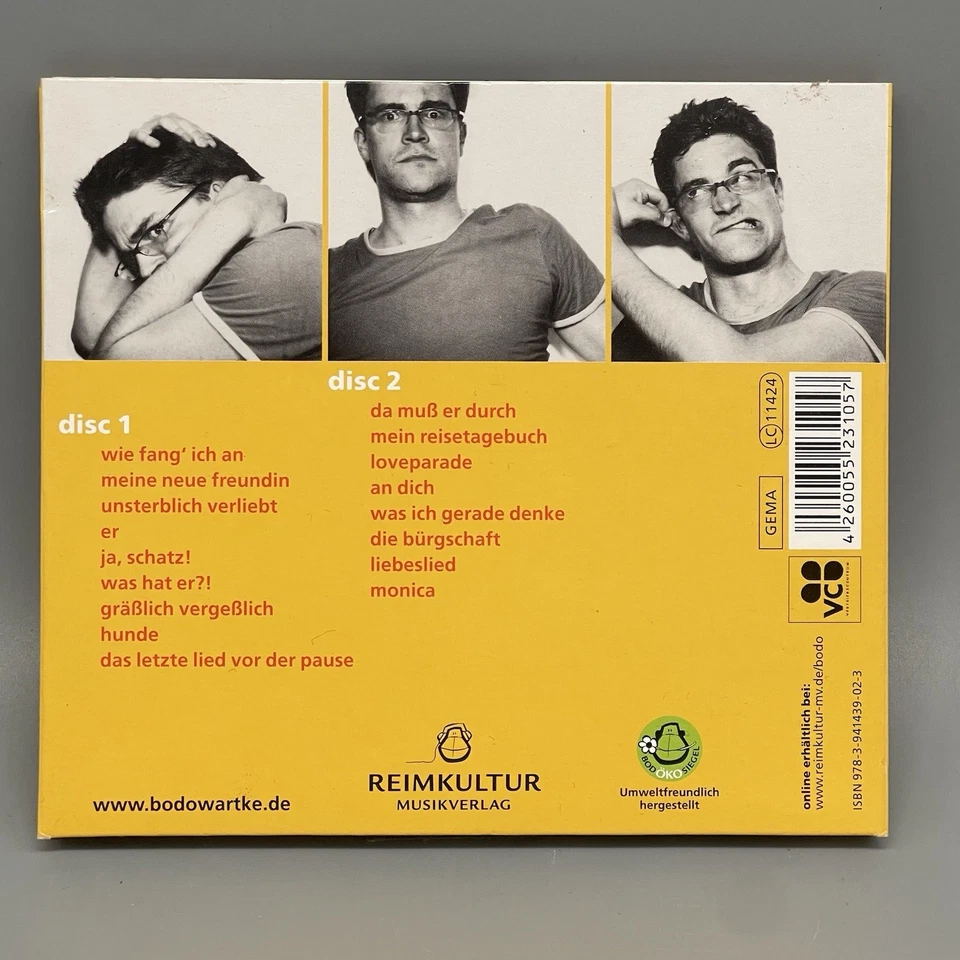 disc 1
wie fang' ich an
meine neue freundin
unsterblich verliebt
er
ja, schatz!
was hat er?!
gräßlich vergeßlich
hunde
das letzte lied vor der pause
disc 2
da muß er durch
mein reisetagebuch
loveparade
an dich
was ich gerade denke
die bürgschaft
liebeslied
monica
LC 11424
GEMA
4 260055 231057
VC
online erhältlich bei:
www.reimkultur-mv.de/bodo
ISBN 978-3-941439-02-3
www.bodowartke.de
REIMKULTUR
MUSIKVERLAG
BODO ÖKO SIEGEL
Umweltfreundlich
hergestellt